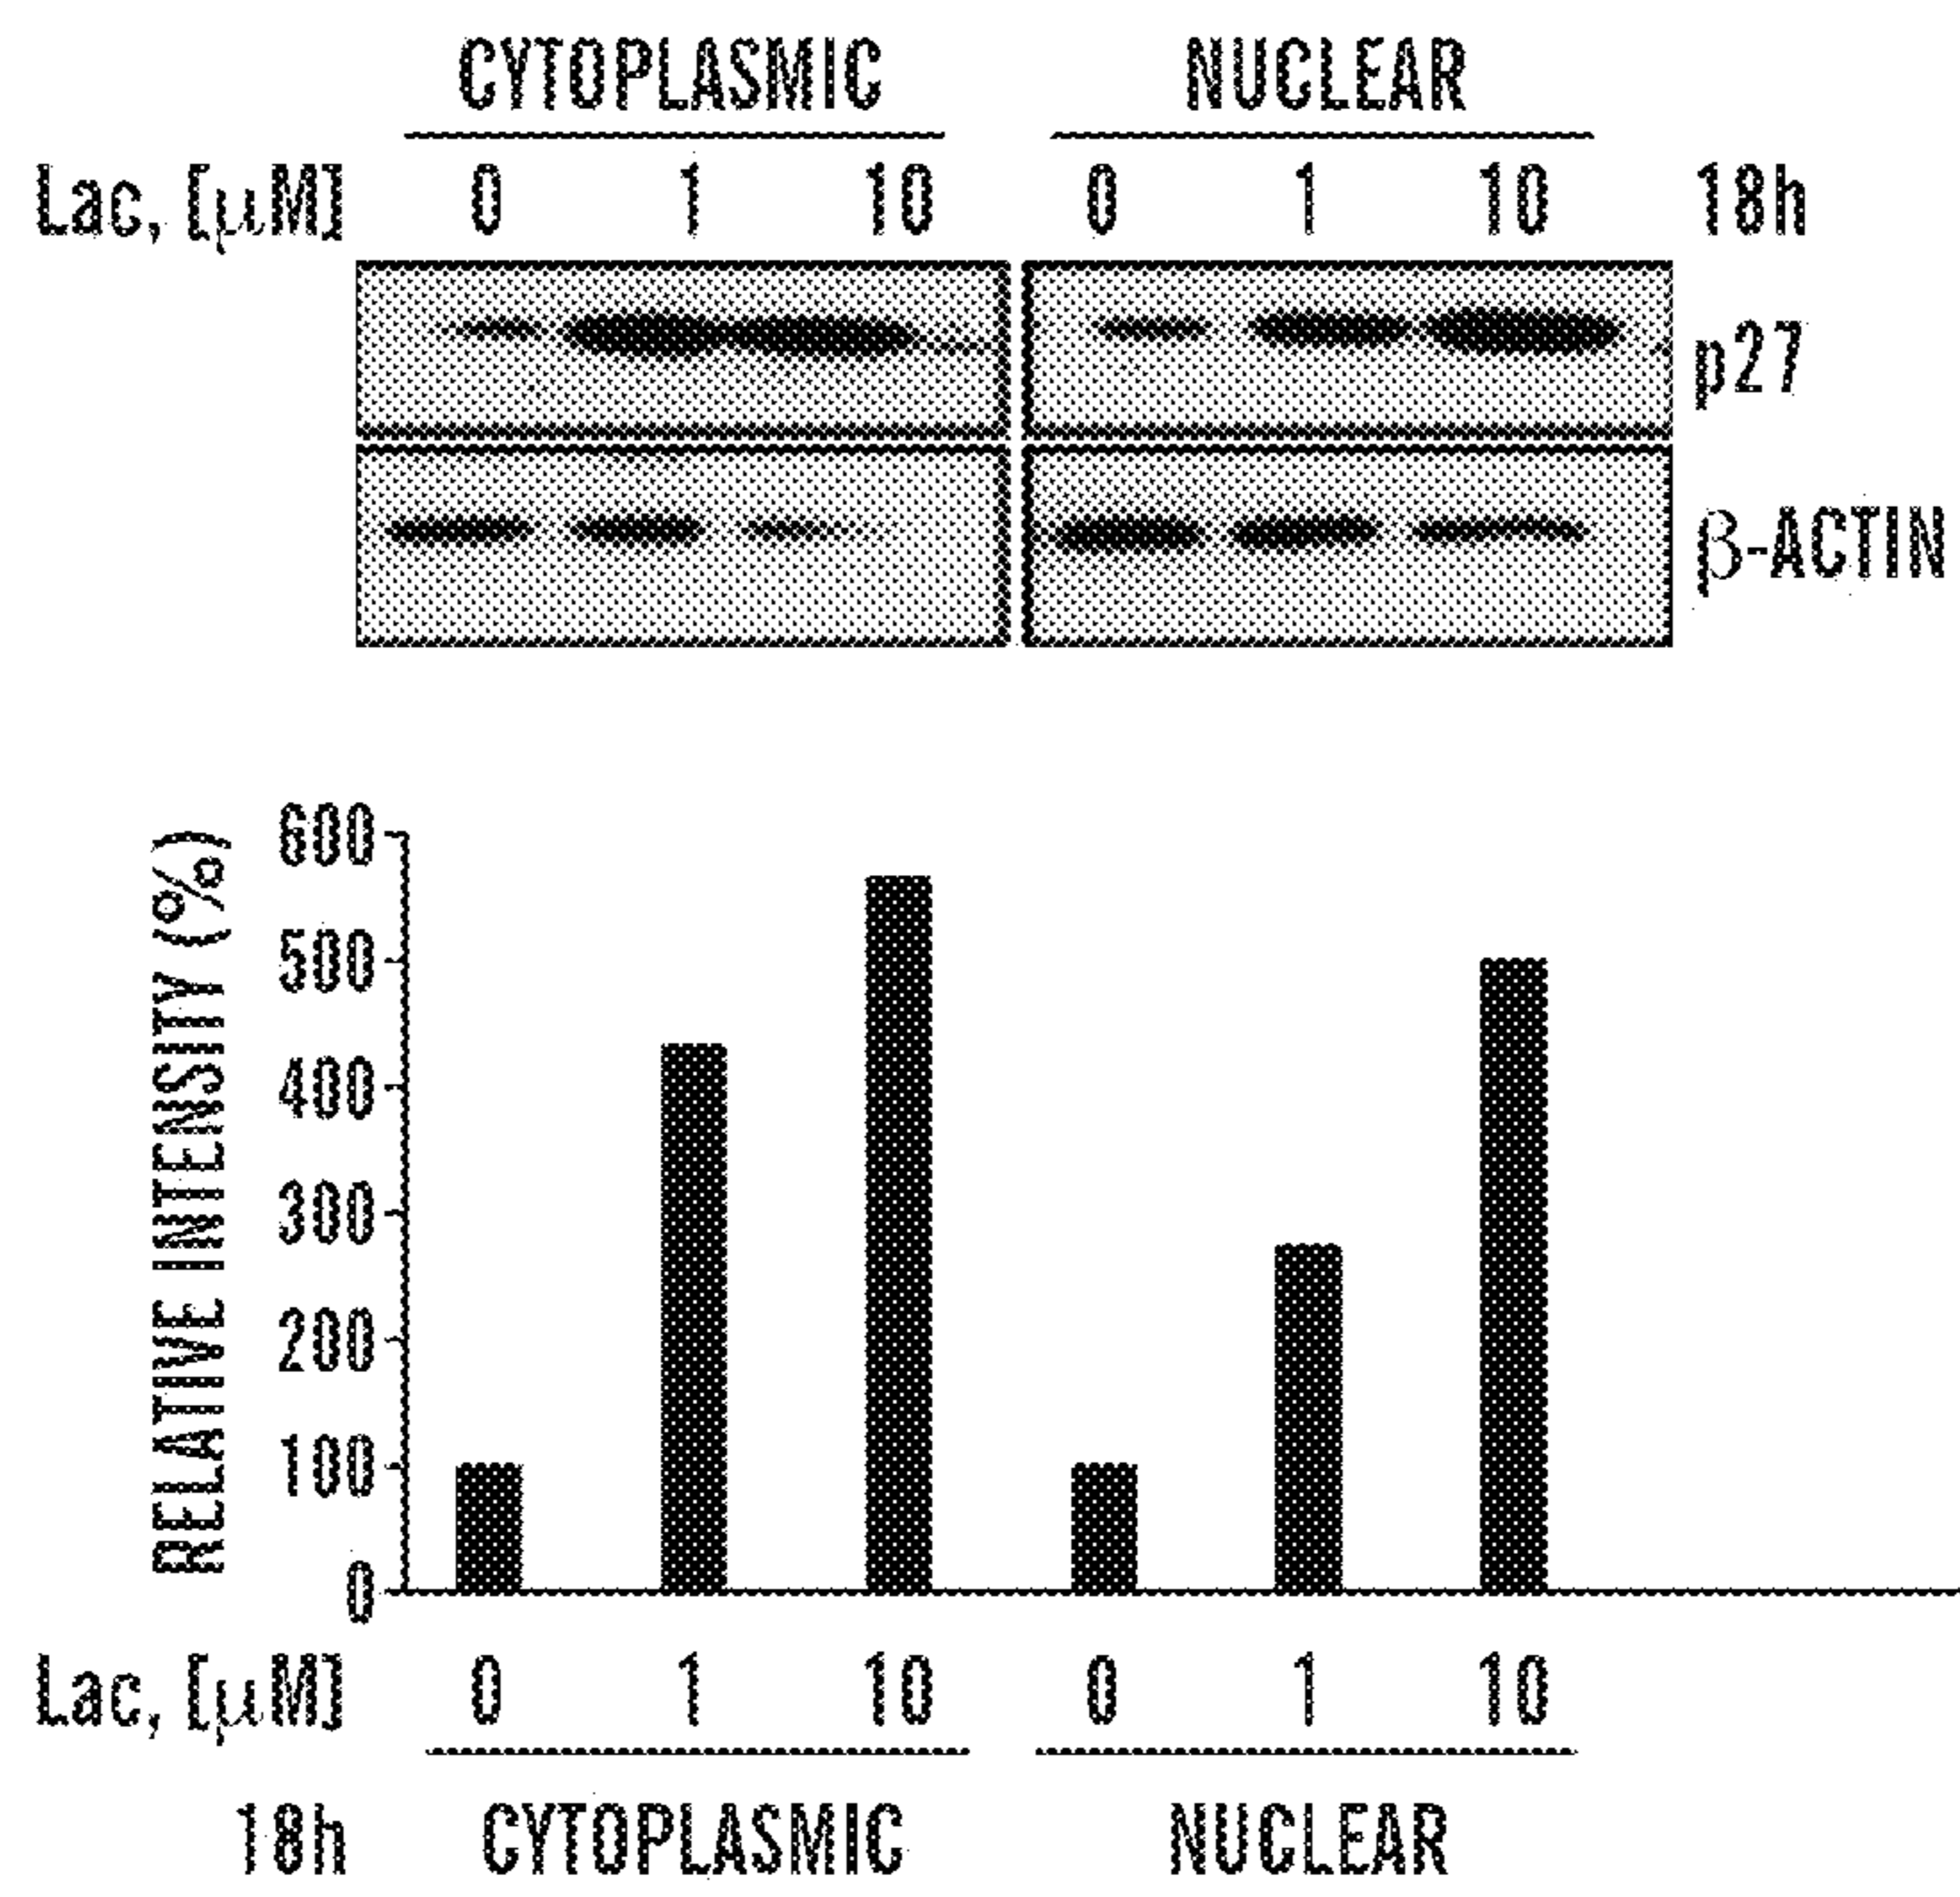 CYTOPLASMIC NUCLEAR
Lac, [μM] 0 1 10 0 1 10 18h
p27
β-ACTIN
RELATIVE INTENSITY (%)
600
500
400
300
200
100
0
Lac, [μM] 0 1 10 0 1 10
18h CYTOPLASMIC NUCLEAR